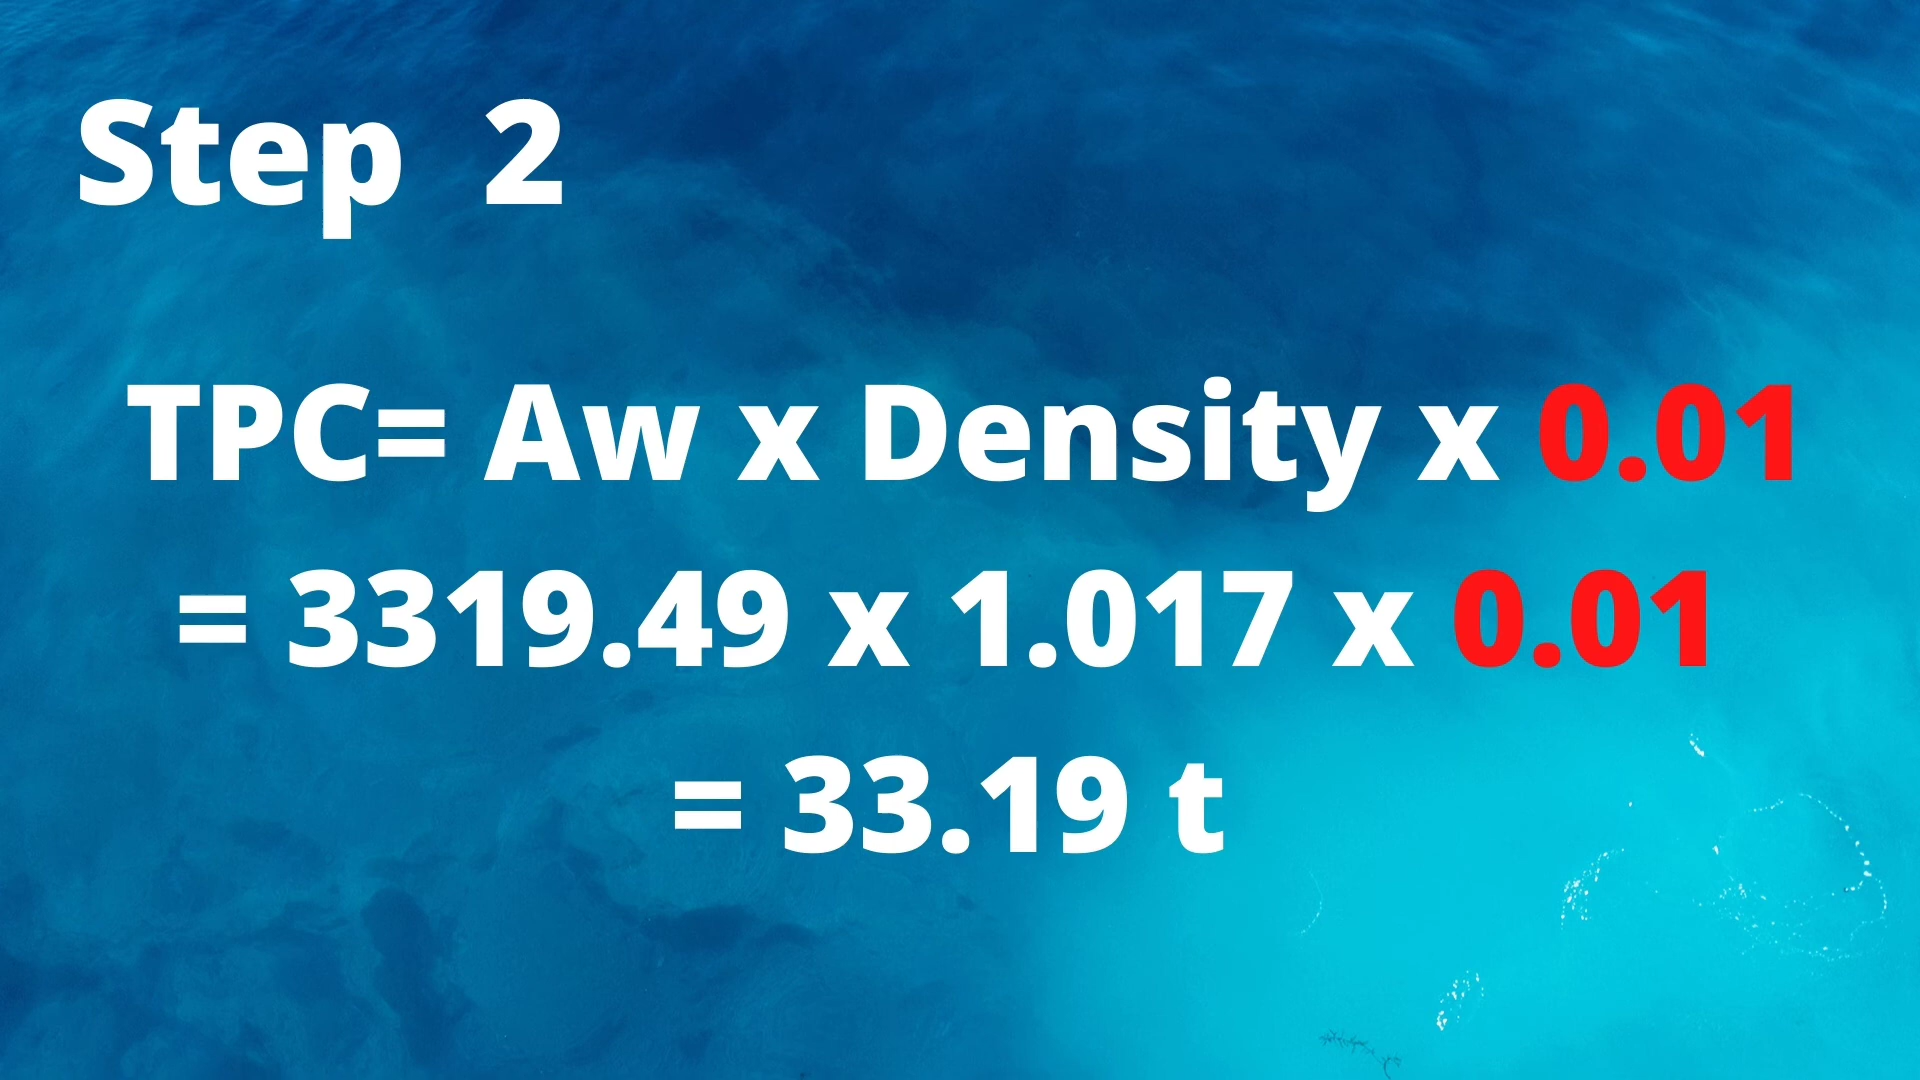 Step 2
TPC= Aw x Density x 0.01
= 3319.49 x 1.017 x 0.01
= 33.19 t